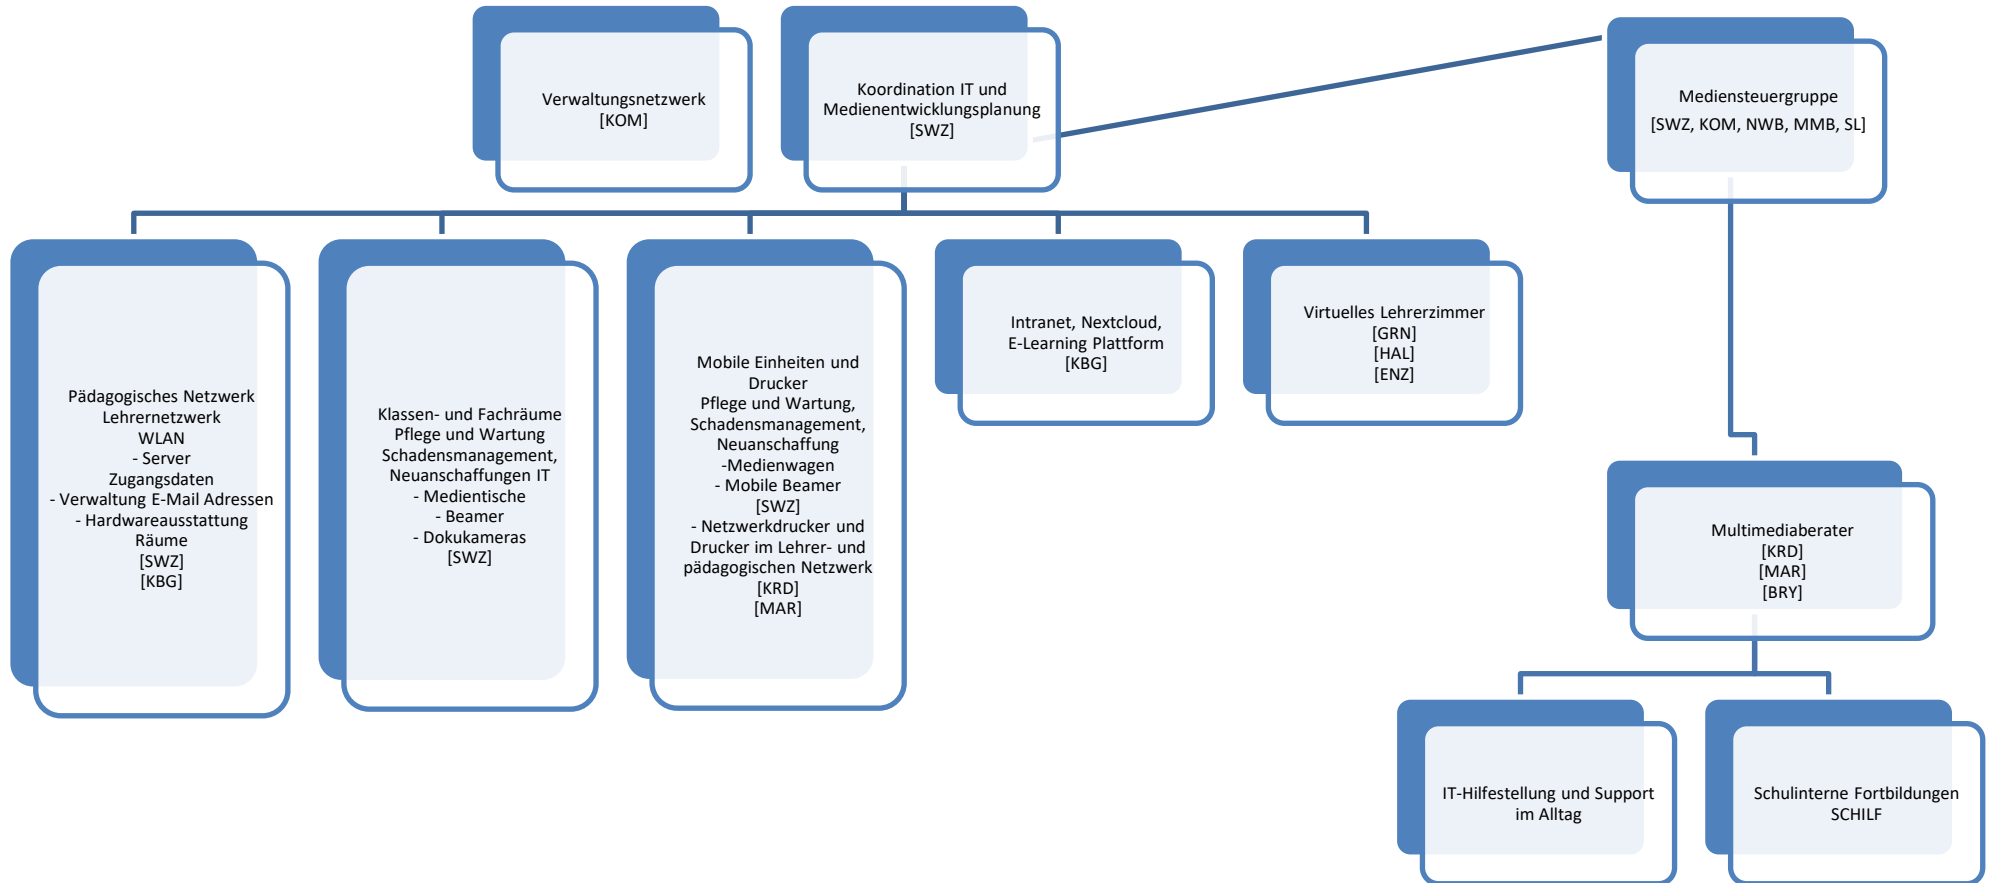 Verwaltungsnetzwerk
[KOM]
Koordination IT und
Medienentwicklungsplanung
[SWZ]
Mediensteuergruppe
[SWZ, KOM, NWB, MMB, SL]
Pädagogisches Netzwerk
Lehrernetzwerk
WLAN
- Server
Zugangsdaten
- Verwaltung E-Mail Adressen
- Hardwareausstattung
Räume
[SWZ]
[KBG]
Klassen- und Fachräume
Pflege und Wartung
Schadensmanagement,
Neuanschaffungen IT
- Medientische
- Beamer
- Dokukameras
[SWZ]
Mobile Einheiten und
Drucker
Pflege und Wartung,
Schadensmanagement,
Neuanschaffung
-Medienwagen
- Mobile Beamer
[SWZ]
- Netzwerkdrucker und
Drucker im Lehrer- und
pädagogischen Netzwerk
[KRD]
[MAR]
Intranet, Nextcloud,
E-Learning Plattform
[KBG]
Virtuelles Lehrerzimmer
[GRN]
[HAL]
[ENZ]
Multimediaberater
[KRD]
[MAR]
[BRY]
IT-Hilfestellung und Support
im Alltag
Schulinterne Fortbildungen
SCHILF